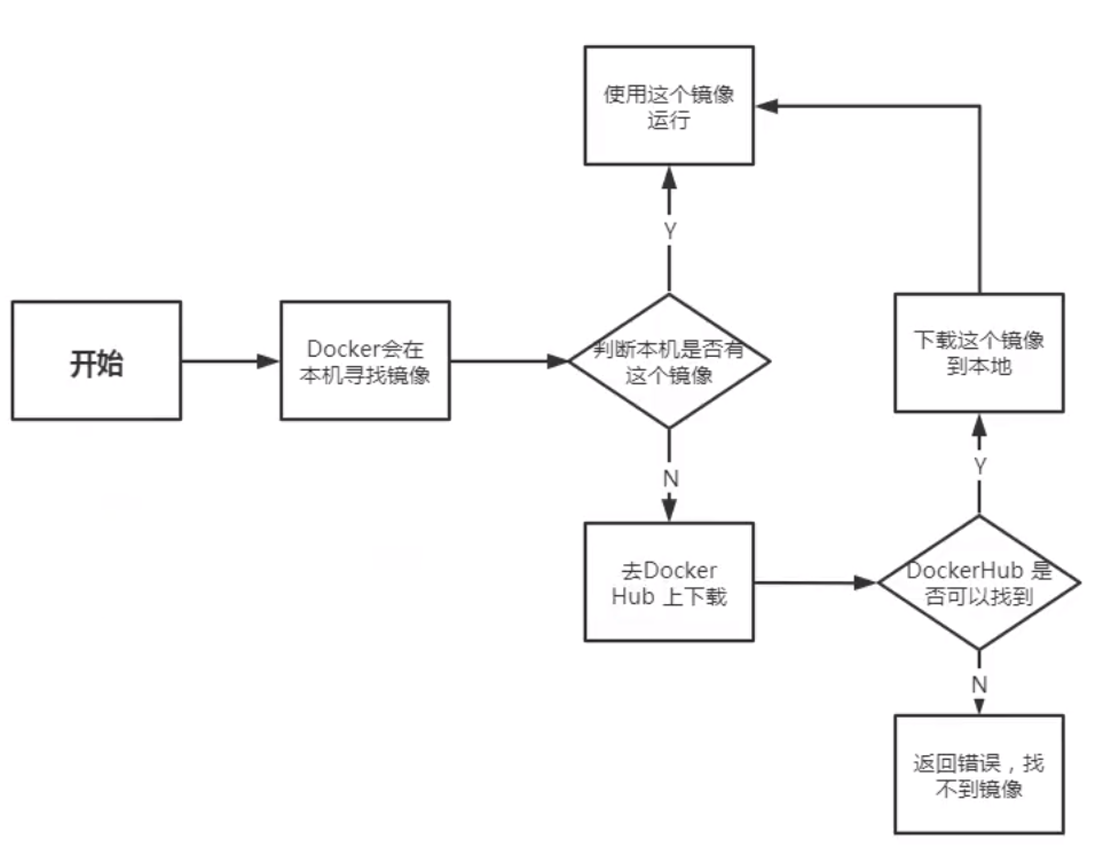 使用这个镜像
运行
Y
开始
Docker会在
本机寻找镜像
判断本机是否有
这个镜像
下载这个镜像
到本地
N
Y
去Docker
Hub 上下载
DockerHub 是
否可以找到
N
返回错误，找
不到镜像